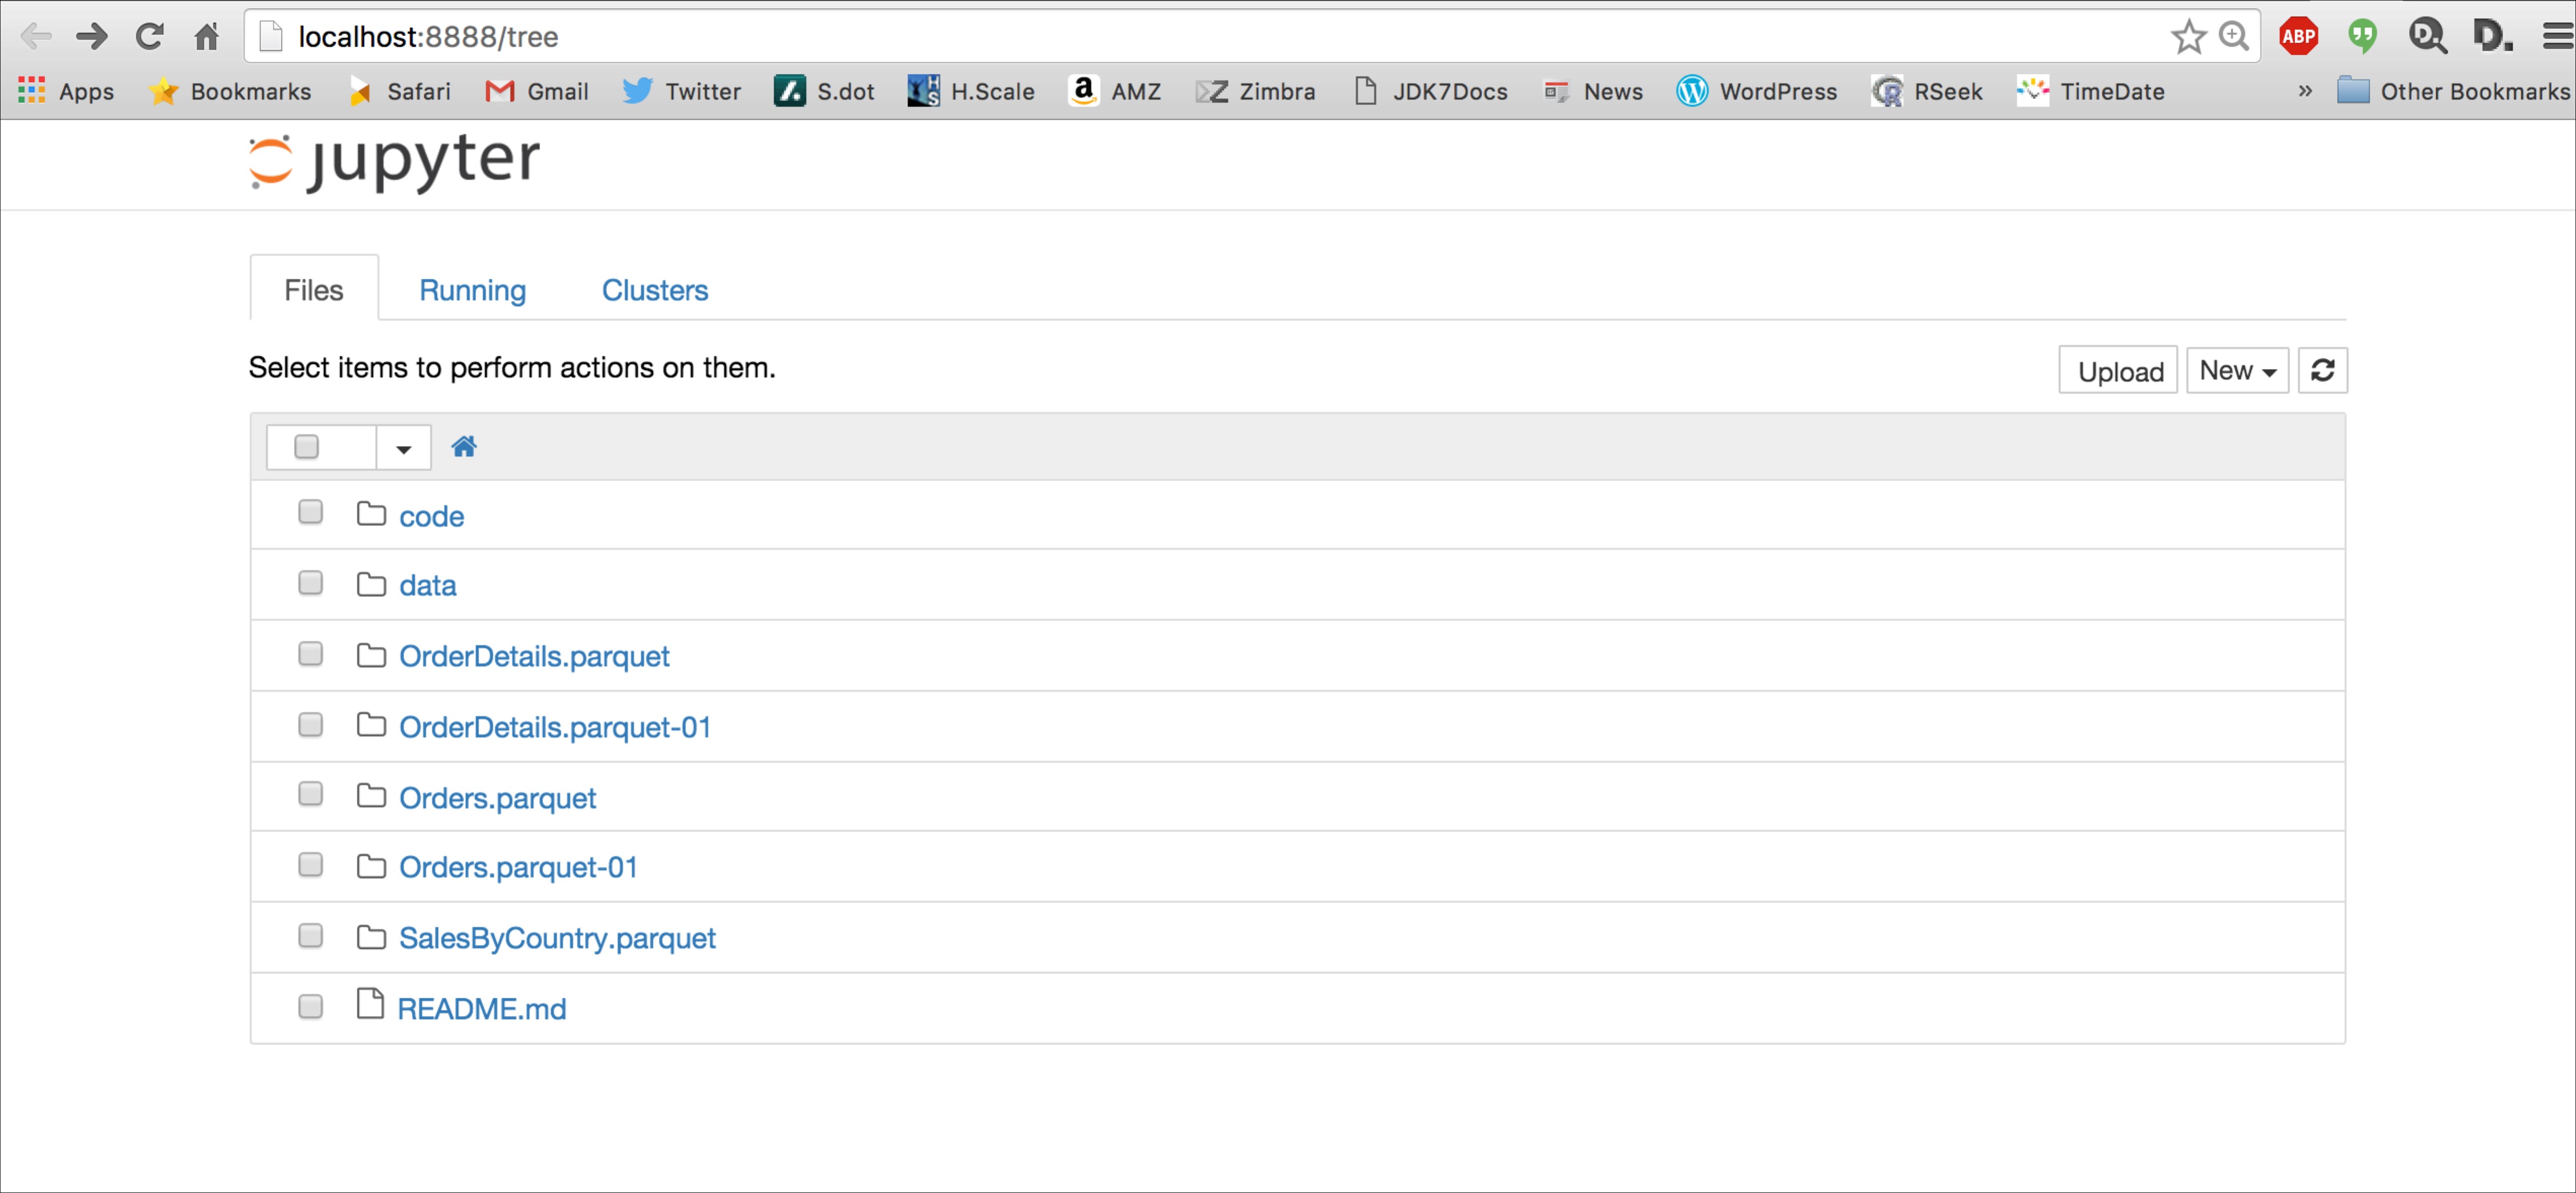 localhost:8888/tree
ABP
D.
Apps Bookmarks Safari Gmail Twitter S.dot H.Scale AMZ Zimbra JDK7Docs News WordPress RSeek TimeDate » Other Bookmarks
jupyter
Files Running Clusters
Select items to perform actions on them.
Upload New
code
data
OrderDetails.parquet
OrderDetails.parquet-01
Orders.parquet
Orders.parquet-01
SalesByCountry.parquet
README.md